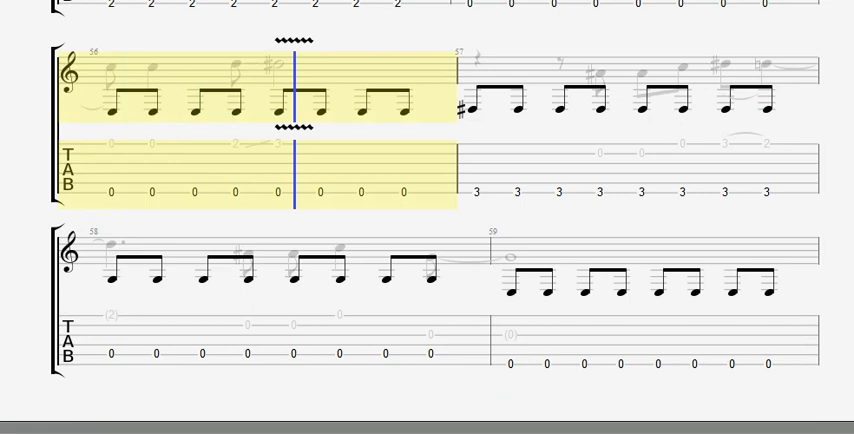 2 2 2 2 2 2 2 2 0 0 0 0 0 0 0 0
56 57
0 0 2 3 0 3 2
T 0 0
A
B 0 0 0 0 0 0 0 0 3 3 3 3 3 3 3 3
58 59
(2) 0
T 0 0
A 0 (0)
B 0 0 0 0 0 0 0 0
0 0 0 0 0 0 0 0